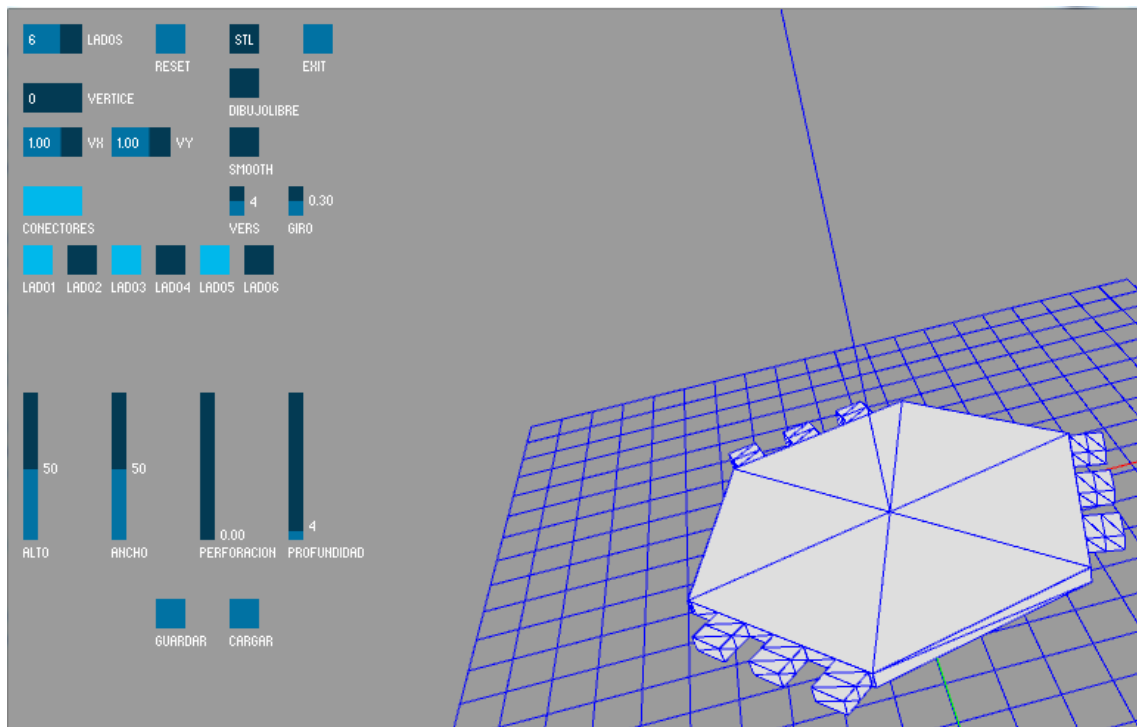 6 LADOS STL
RESET EXIT
0 VERTICE
DIBUJOLIBRE
1.00 VX 1.00 VY
SMOOTH
4 0.30
CONECTORES VERS GIRO
LADO1 LADO2 LADO3 LADO4 LADO5 LADO6
50 50
4
0.00
ALTO ANCHO PERFORACION PROFUNDIDAD
GUARDAR CARGAR